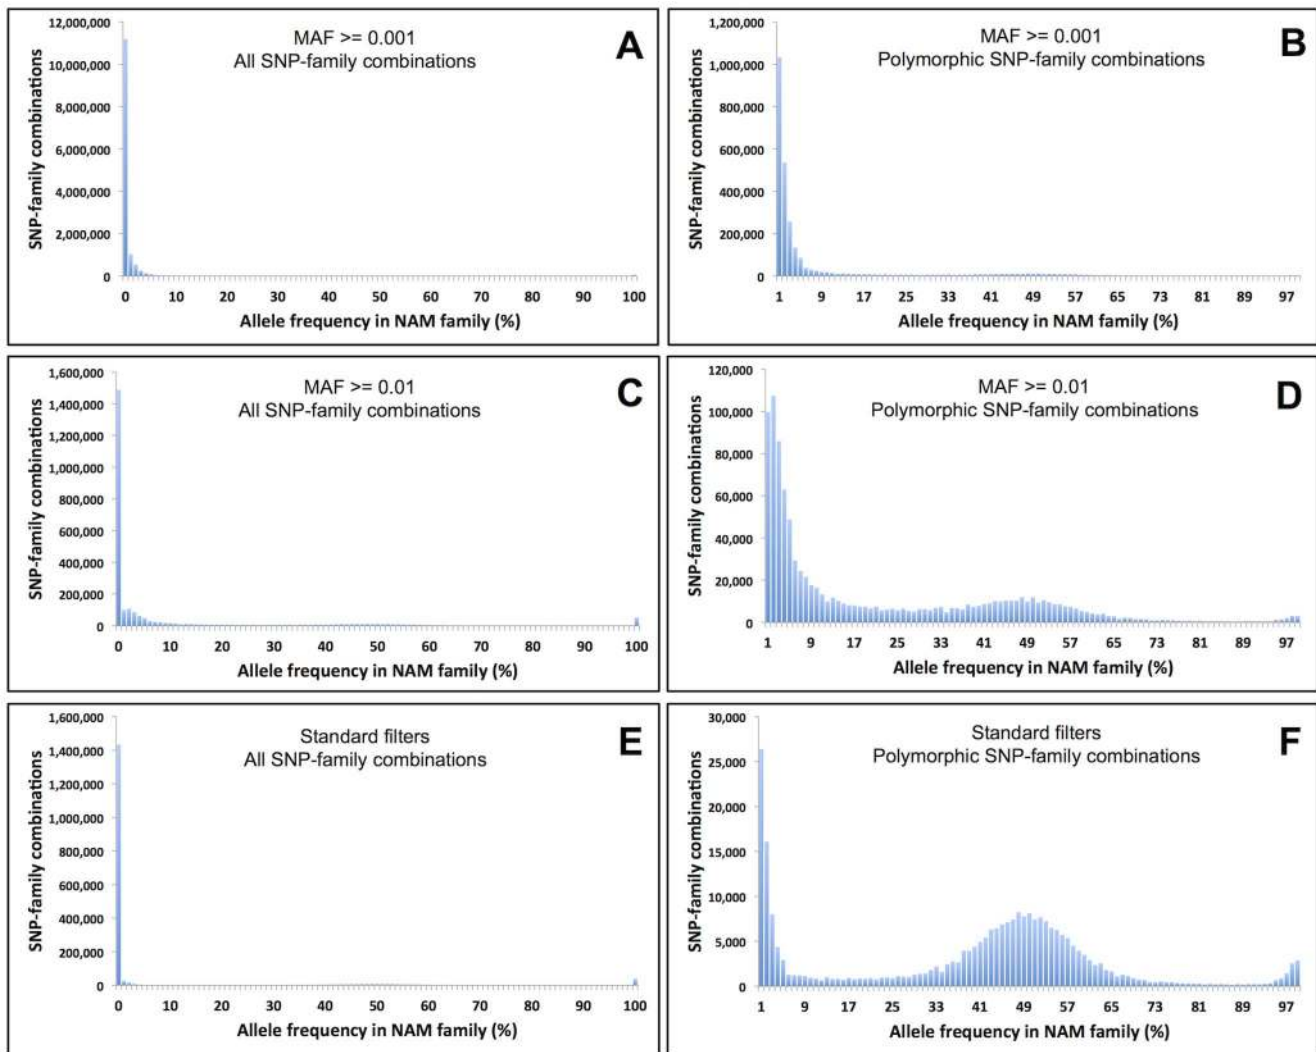 MAF >= 0.001
All SNP-family combinations
A
SNP-family combinations
12,000,000
10,000,000
8,000,000
6,000,000
4,000,000
2,000,000
0
0 10 20 30 40 50 60 70 80 90 100
Allele frequency in NAM family (%)
MAF >= 0.001
Polymorphic SNP-family combinations
B
SNP-family combinations
1,200,000
1,000,000
800,000
600,000
400,000
200,000
0
1 9 17 25 33 41 49 57 65 73 81 89 97
Allele frequency in NAM family (%)
MAF >= 0.01
All SNP-family combinations
C
SNP-family combinations
1,600,000
1,400,000
1,200,000
1,000,000
800,000
600,000
400,000
200,000
0
0 10 20 30 40 50 60 70 80 90 100
Allele frequency in NAM family (%)
MAF >= 0.01
Polymorphic SNP-family combinations
D
SNP-family combinations
120,000
100,000
80,000
60,000
40,000
20,000
0
1 9 17 25 33 41 49 57 65 73 81 89 97
Allele frequency in NAM family (%)
Standard filters
All SNP-family combinations
E
SNP-family combinations
1,600,000
1,400,000
1,200,000
1,000,000
800,000
600,000
400,000
200,000
0
0 10 20 30 40 50 60 70 80 90 100
Allele frequency in NAM family (%)
Standard filters
Polymorphic SNP-family combinations
F
SNP-family combinations
30,000
25,000
20,000
15,000
10,000
5,000
0
1 9 17 25 33 41 49 57 65 73 81 89 97
Allele frequency in NAM family (%)